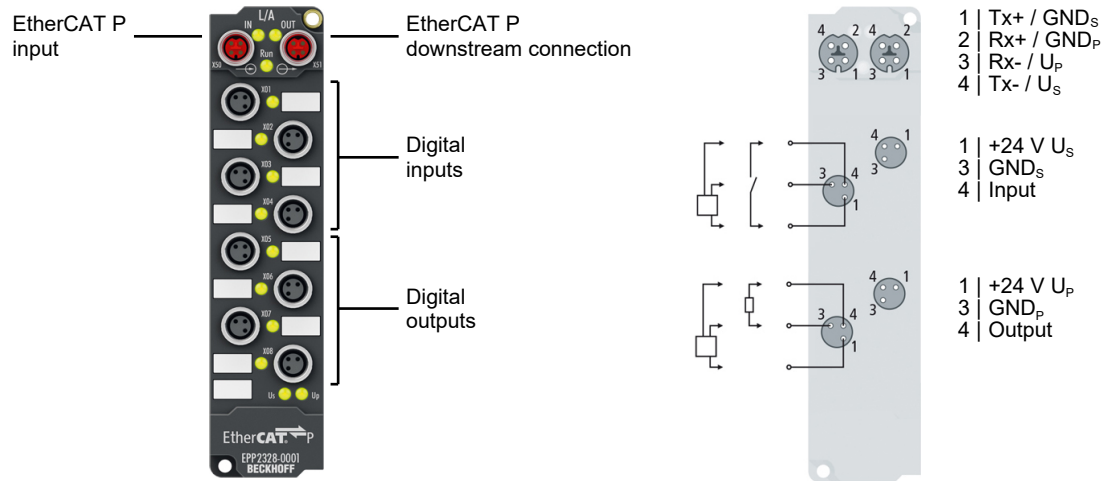 EtherCAT P
input
L/A
IN
OUT
Run
X50
X51
EtherCAT P
downstream connection
X01
X02
X03
X04
Digital
inputs
X05
X06
X07
X08
Digital
outputs
Us
Up
EtherCAT P
EPP2328-0001
BECKHOFF
4 2 4 2
3 1 3 1
1 | Tx+ / GNDS
2 | Rx+ / GNDP
3 | Rx- / UP
4 | Tx- / US
4 1
3
3 4
1
1 | +24 V US
3 | GNDS
4 | Input
4 1
3
3 4
1
1 | +24 V UP
3 | GNDP
4 | Output